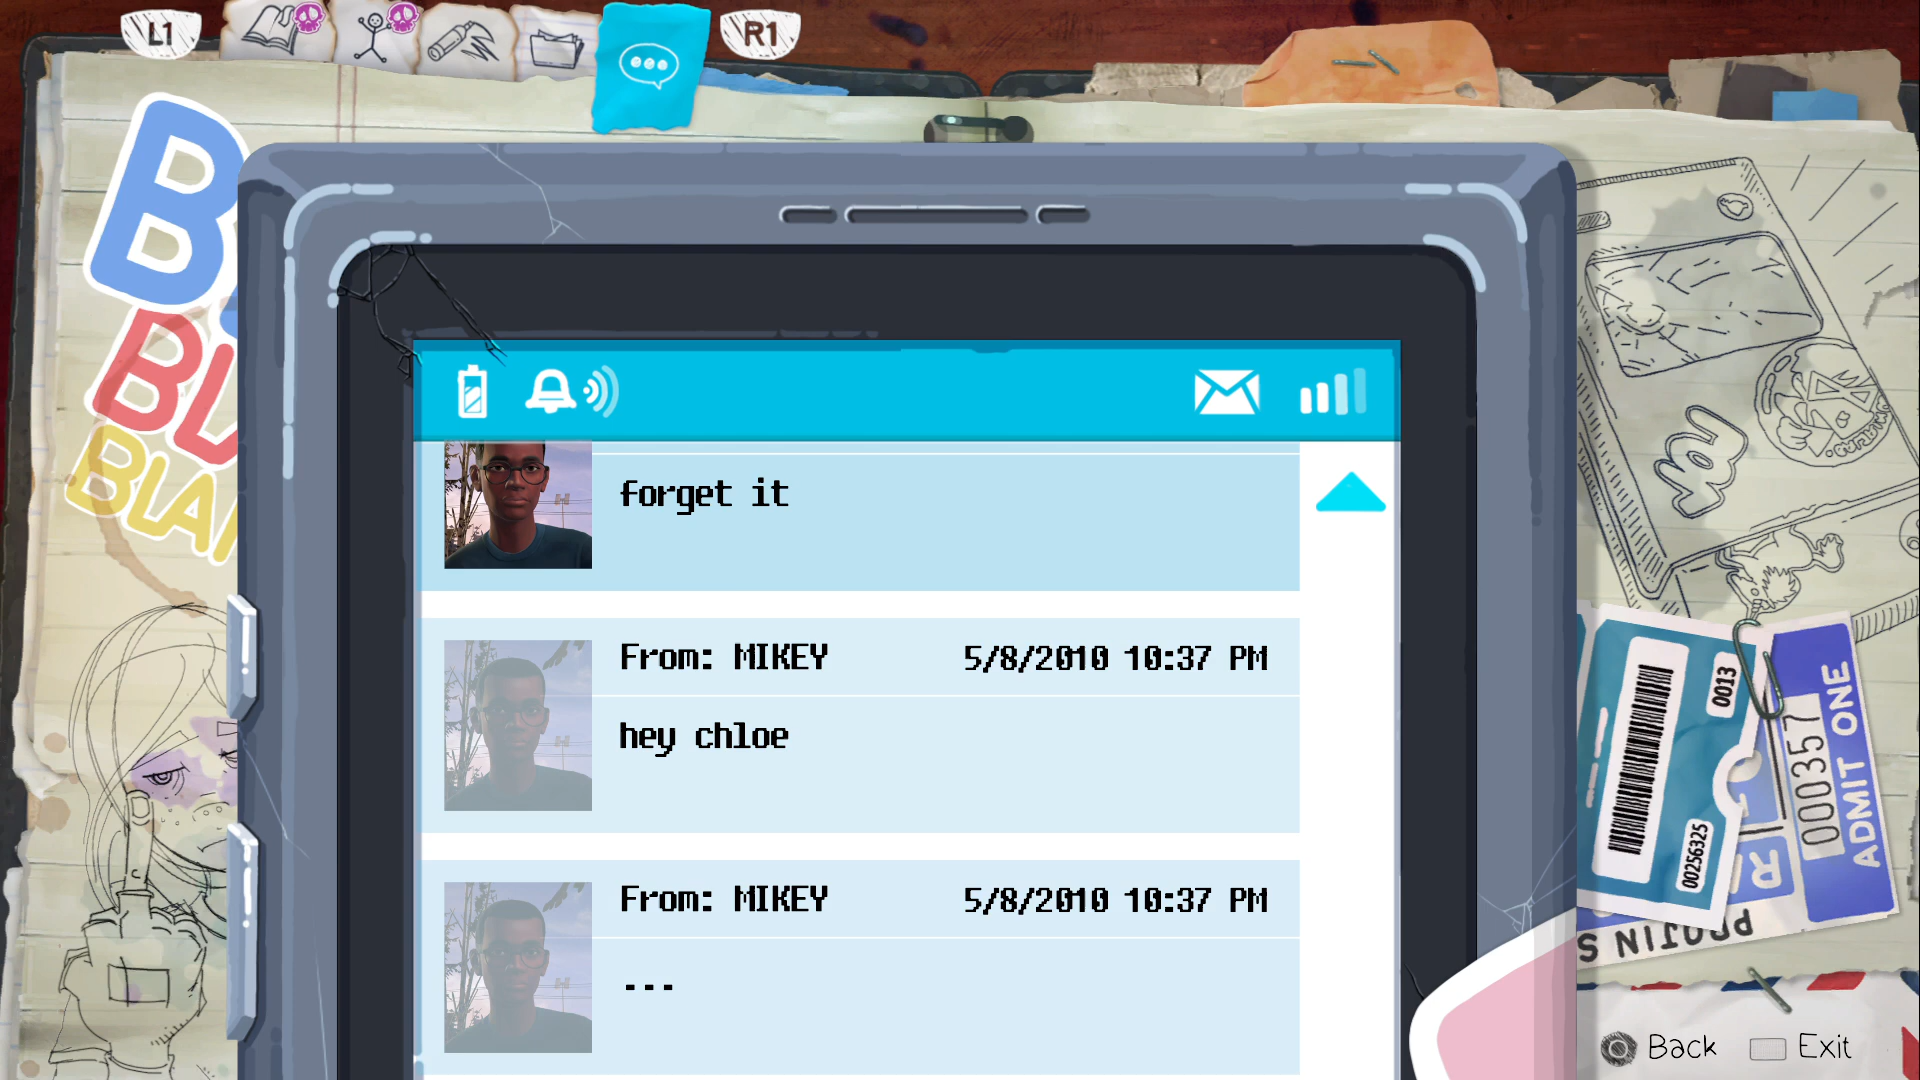 L1
R1
forget it
From: MIKEY 5/8/2010 10:37 PM
hey chloe
From: MIKEY 5/8/2010 10:37 PM
---
0013
00256325
000357
ADMIT ONE
Back
Exit